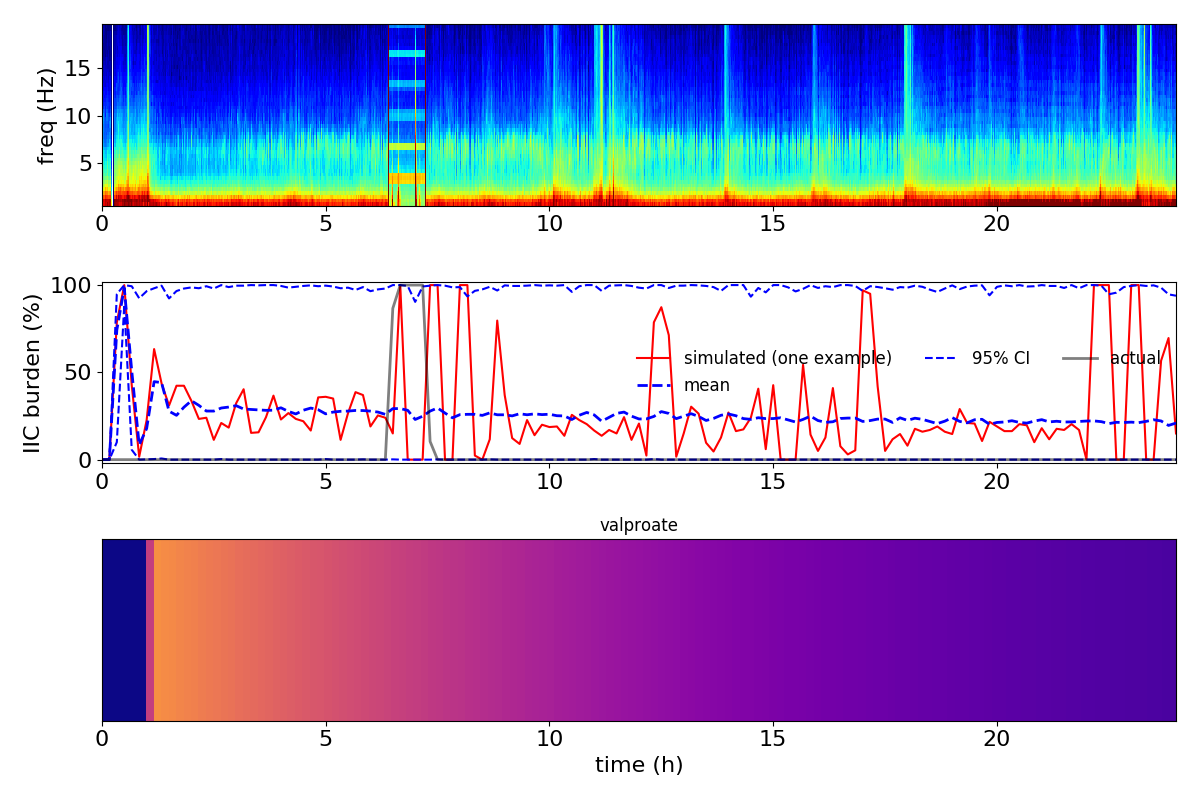 freq (Hz)
15
10
5
0 5 10 15 20
IIC burden (%)
100
50
0
simulated (one example) 95% CI actual
mean
0 5 10 15 20
valproate
0 5 10 15 20
time (h)